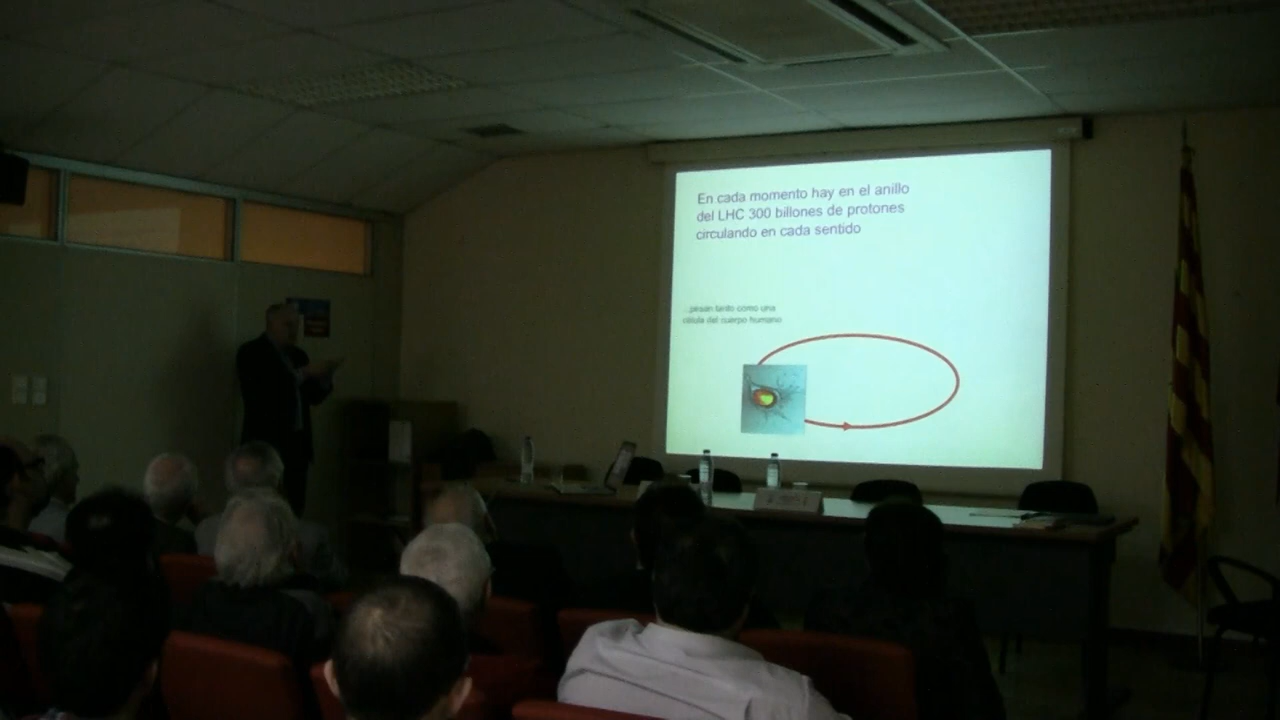 En cada momento hay en el anillo
del LHC 300 billones de protones
circulando en cada sentido
...pesan tanto como una
célula del cuerpo humano